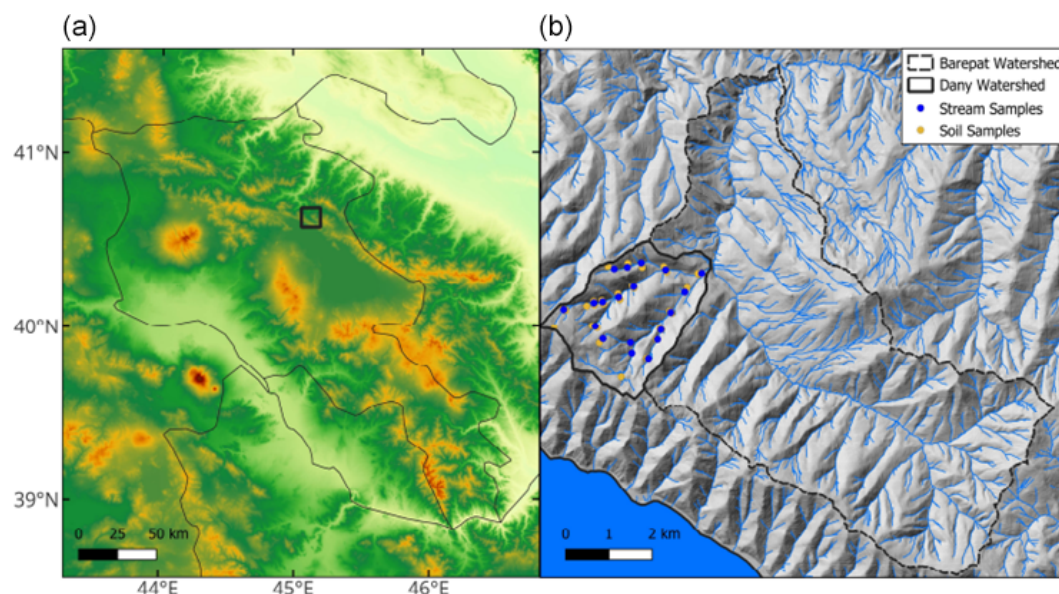 (a)
(b)
Barepat Watershed
Dany Watershed
Stream Samples
Soil Samples
41°N
40°N
39°N
0 25 50 km
0 1 2 km
44°E 45°E 46°E